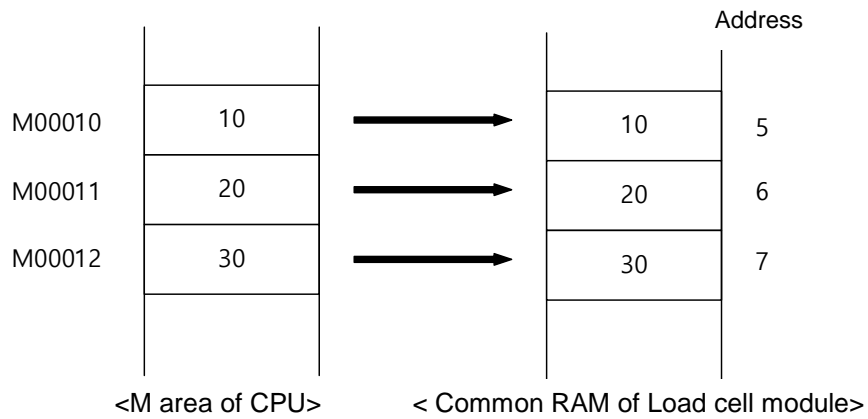 Address
M00010 10 10 5
M00011 20 20 6
M00012 30 30 7
<M area of CPU> < Common RAM of Load cell module>